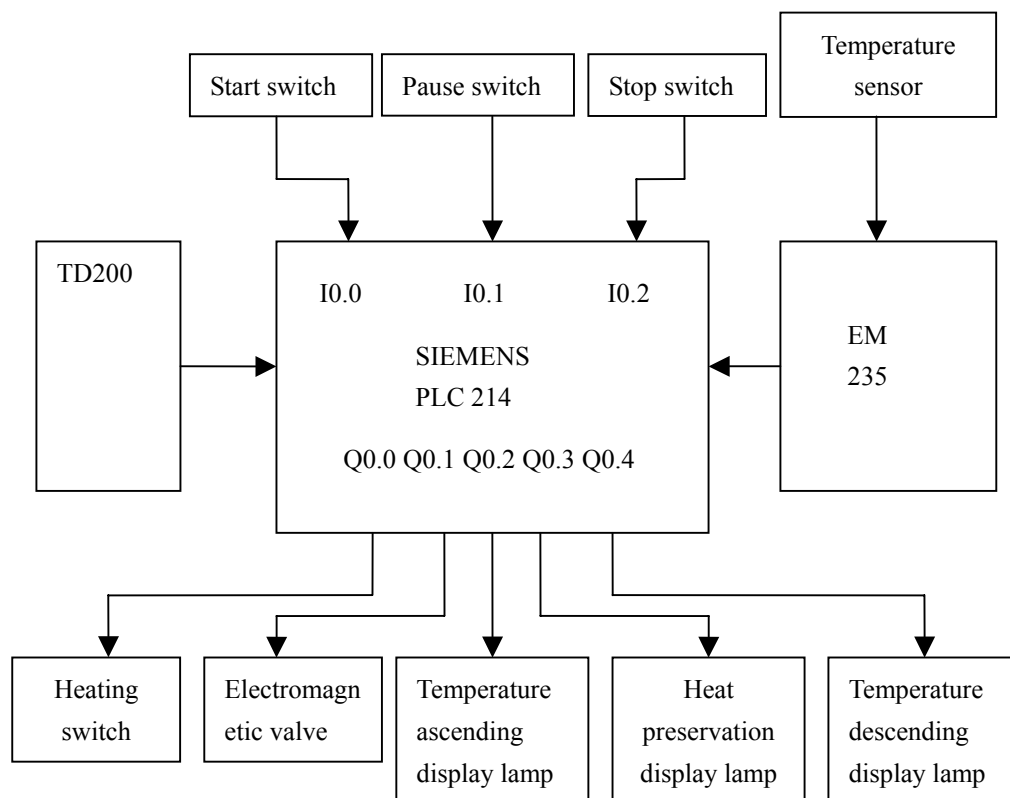 Start switch
Pause switch
Stop switch
Temperature
sensor
TD200
I0.0 I0.1 I0.2
SIEMENS
PLC 214
Q0.0 Q0.1 Q0.2 Q0.3 Q0.4
EM
235
Heating
switch
Electromagn
etic valve
Temperature
ascending
display lamp
Heat
preservation
display lamp
Temperature
descending
display lamp